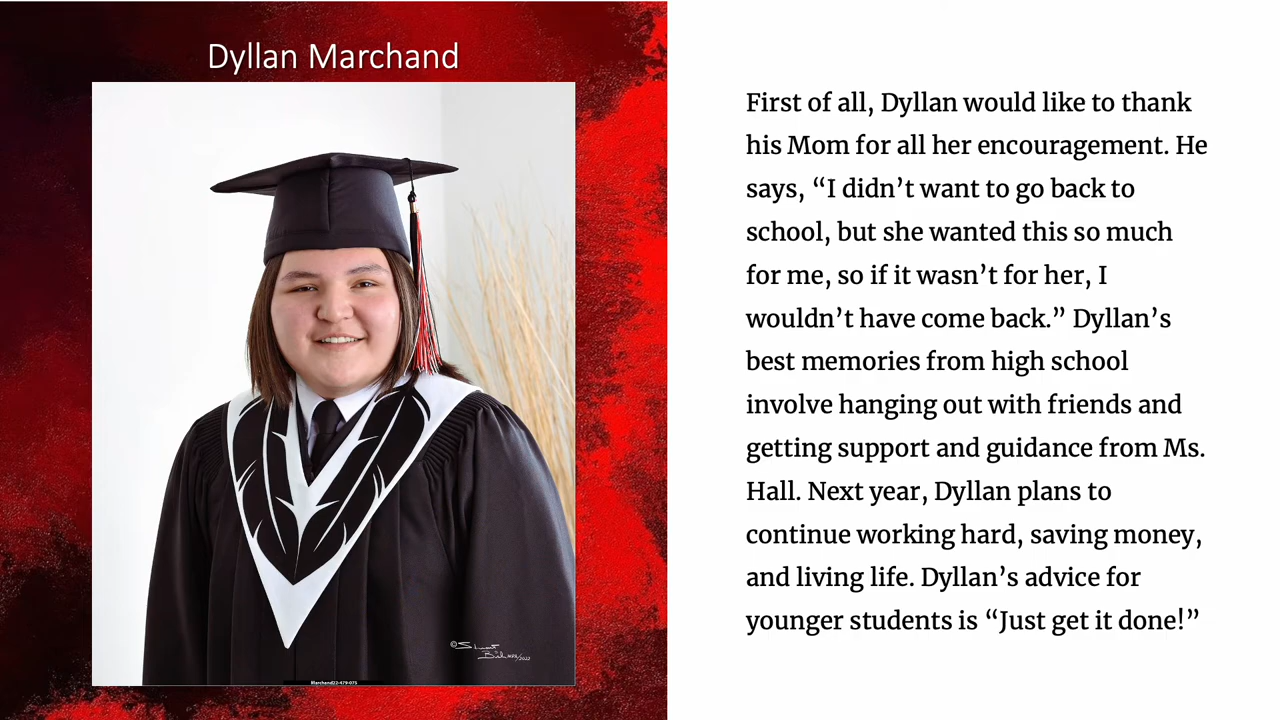 Dyllan Marchand
First of all, Dyllan would like to thank
his Mom for all her encouragement. He
says, “I didn’t want to go back to
school, but she wanted this so much
for me, so if it wasn’t for her, I
wouldn’t have come back.” Dyllan’s
best memories from high school
involve hanging out with friends and
getting support and guidance from Ms.
Hall. Next year, Dyllan plans to
continue working hard, saving money,
and living life. Dyllan’s advice for
younger students is “Just get it done!”
Marchand22-479-075